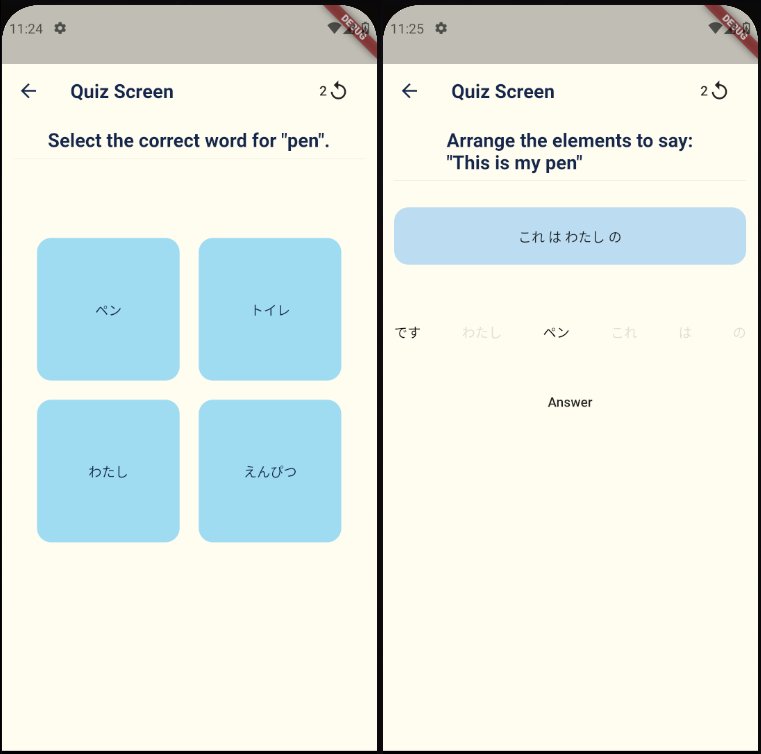 11:24
DEBUG
Quiz Screen
2
Select the correct word for "pen".
ペン
トイレ
わたし
えんぴつ
11:25
DEBUG
Quiz Screen
2
Arrange the elements to say:
"This is my pen"
これ は わたし の
です わたし ペン これ は の
Answer